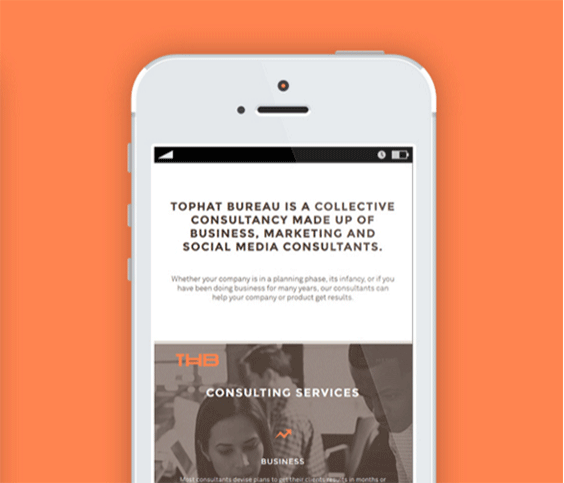 TOPHAT BUREAU IS A COLLECTIVE
CONSULTANCY MADE UP OF
BUSINESS, MARKETING AND
SOCIAL MEDIA CONSULTANTS.
Whether your company is in a planning phase, its infancy, or if you
have been doing business for many years, our consultants can
help your company or product get results.
THB
CONSULTING SERVICES
BUSINESS
Most consultants devise plans to get their clients results in months or